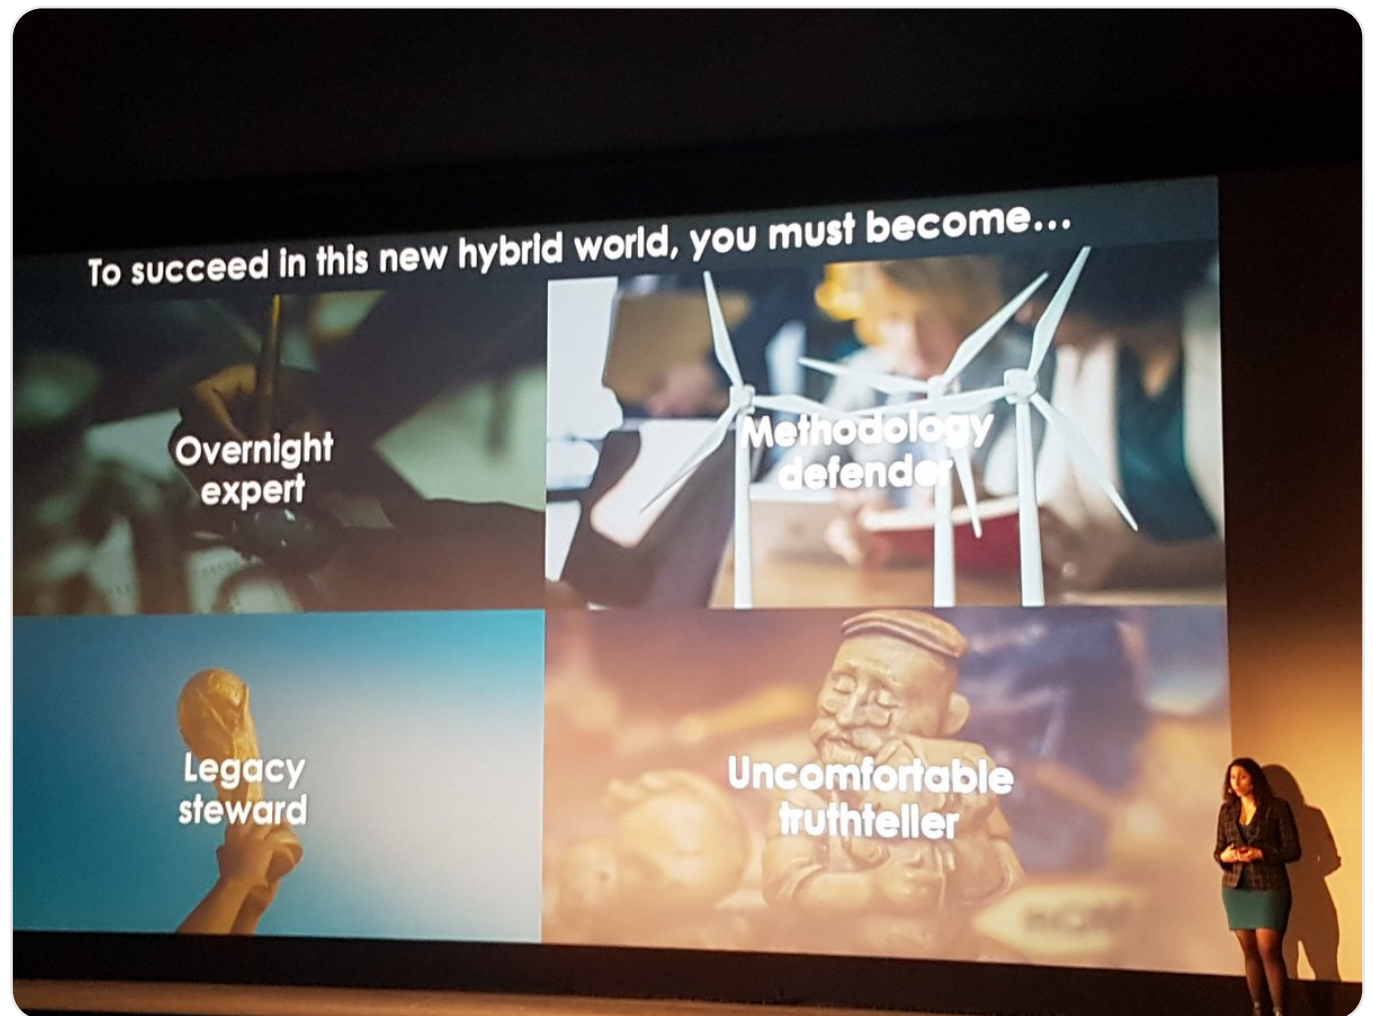 To succeed in this new hybrid world, you must become...
Overnight
expert
Methodology
defender
Legacy
steward
Uncomfortable
truthteller